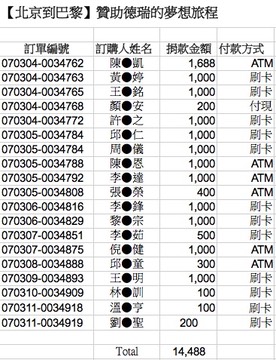 【北京到巴黎】贊助德瑞的夢想旅程
訂單編號 訂購人姓名 捐款金額 付款方式
070304-0034762 陳●凱 1,688 ATM
070304-0034763 黃●婷 1,000 刷卡
070304-0034765 王●銘 1,000 刷卡
070304-0034768 顏●安 200 付現
070304-0034772 許●之 1,000 刷卡
070305-0034784 邱●仁 1,000 刷卡
070305-0034784 周●儀 1,000 刷卡
070305-0034788 陳●恩 1,000 ATM
070305-0034792 李●達 1,000 ATM
070305-0034808 張●榮 400 ATM
070306-0034816 李●鋒 1,000 刷卡
070306-0034829 黎●宗 1,000 刷卡
070307-0034851 李●茹 500 刷卡
070307-0034875 倪●健 1,000 ATM
070308-0034888 邱●童 300 ATM
070309-0034893 王●明 1,000 刷卡
070310-0034909 林●訓 100 刷卡
070311-0034918 溫●亨 100 刷卡
070311-0034919 劉●聖 200 刷卡
Total 14,488